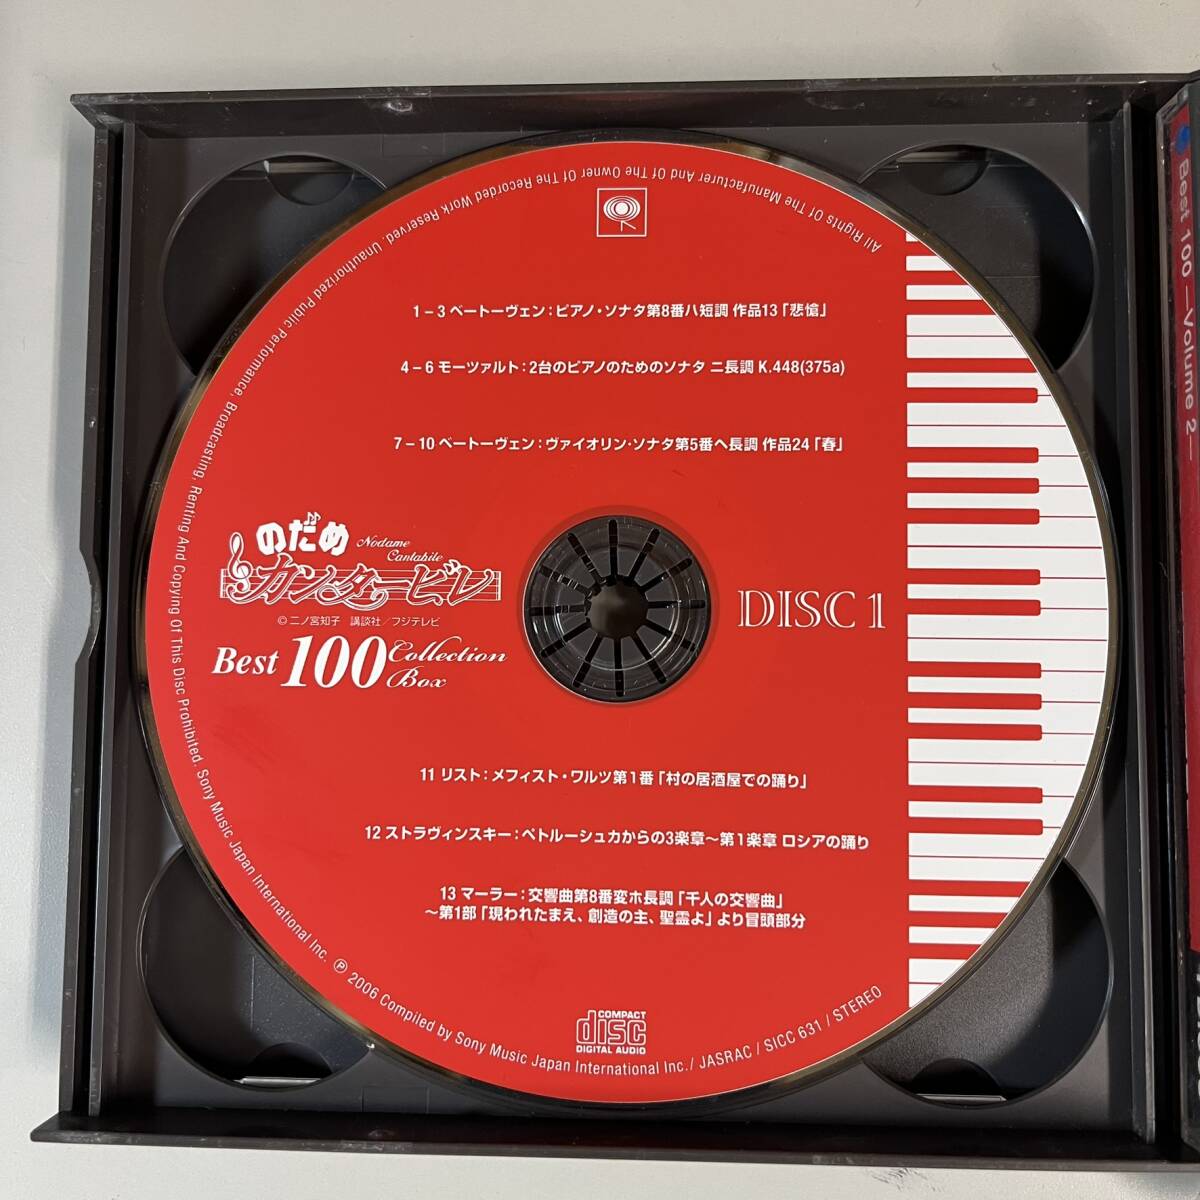 1－3 ベートーヴェン：ピアノ・ソナタ第8番ハ短調 作品13「悲愴」
4－6 モーツァルト：2台のピアノのためのソナタ ニ長調 K.448(375a)
7－10 ベートーヴェン：ヴァイオリン・ソナタ第5番ヘ長調 作品24「春」
のだめ
Nodame
Cantabile
カンタービレ
©二ノ宮知子 講談社／フジテレビ
Best 100 Collection
Box
DISC 1
11 リスト：メフィスト・ワルツ第1番「村の居酒屋での踊り」
12 ストラヴィンスキー：ペトルーシュカからの3楽章～第1楽章 ロシアの踊り
13 マーラー：交響曲第8番変ホ長調「千人の交響曲」
～第1部「現われたまえ、創造の主、聖霊よ」より冒頭部分
COMPACT
disc
DIGITAL AUDIO
All Rights Of The Manufacturer And Of The Owner Of The Recorded Work Reserved. Unauthorized Public Performance, Broadcasting, Renting And Copying Of This Disc Prohibited. Sony Music Japan International Inc. ℗ 2006 Compiled by Sony Music Japan International Inc./ JASRAC / SICC 631 / STEREO
Best 100 —Volume 2—